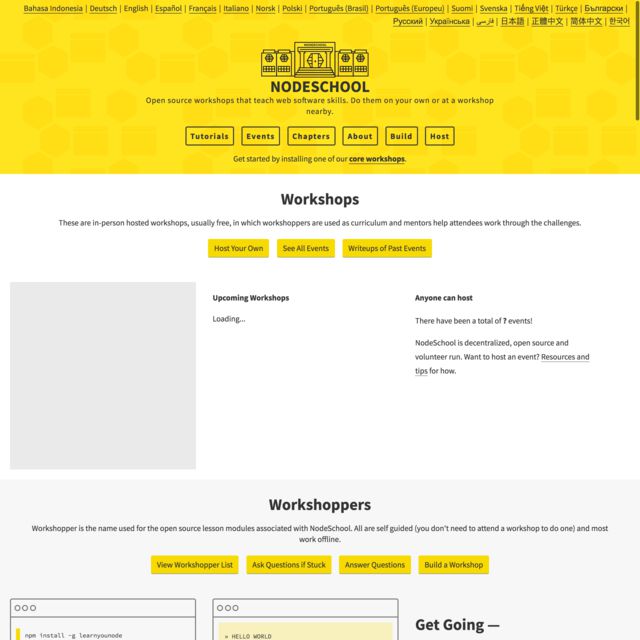 Bahasa Indonesia | Deutsch | English | Español | Français | Italiano | Norsk | Polski | Português (Brasil) | Português (Europeu) | Suomi | Svenska | Tiếng Việt | Türkçe | Български |
Русский | Українська | فارسی | 日本語 | 正體中文 | 简体中文 | 한국어
NODESCHOOL
Open source workshops that teach web software skills. Do them on your own or at a workshop
nearby.
Tutorials Events Chapters About Build Host
Get started by installing one of our core workshops.
Workshops
These are in-person hosted workshops, usually free, in which workshoppers are used as curriculum and mentors help attendees work through the challenges.
Host Your Own See All Events Writeups of Past Events
Upcoming Workshops
Loading...
Anyone can host
There have been a total of ? events!
NodeSchool is decentralized, open source and
volunteer run. Want to host an event? Resources and
tips for how.
Workshoppers
Workshopper is the name used for the open source lesson modules associated with NodeSchool. All are self guided (you don't need to attend a workshop to do one) and most
work offline.
View Workshopper List Ask Questions if Stuck Answer Questions Build a Workshop
npm install -g learnyounode
» HELLO WORLD
Get Going —